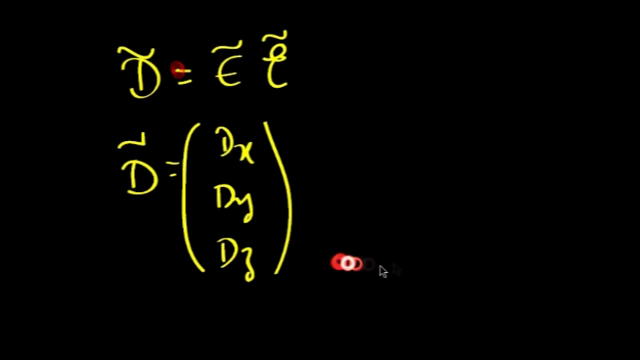 D̃ = ε̃ Ẽ
D̃ = ( Dx
Dy
Dz )